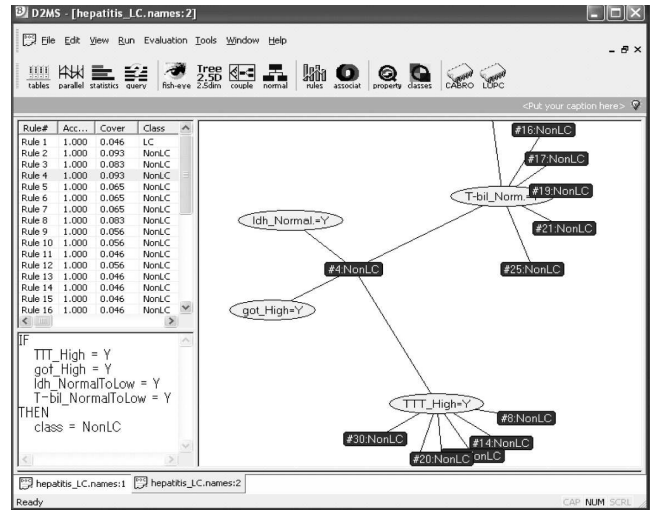 D2MS - [hepatitis_LC.names:2]
File Edit View Run Evaluation Tools Window Help
Tree
2.5D
tables parallel statistics query fish-eye 2.5dim couple normal rules associat property classes CABRO LUPC
<Put your caption here>
Rule# Acc... Cover Class
Rule 1 1.000 0.046 LC
Rule 2 1.000 0.093 NonLC
Rule 3 1.000 0.083 NonLC
Rule 4 1.000 0.093 NonLC
Rule 5 1.000 0.065 NonLC
Rule 6 1.000 0.065 NonLC
Rule 7 1.000 0.065 NonLC
Rule 8 1.000 0.083 NonLC
Rule 9 1.000 0.056 NonLC
Rule 10 1.000 0.056 NonLC
Rule 11 1.000 0.046 NonLC
Rule 12 1.000 0.056 NonLC
Rule 13 1.000 0.046 NonLC
Rule 14 1.000 0.046 NonLC
Rule 15 1.000 0.046 NonLC
Rule 16 1.000 0.046 NonLC
IF
TTT_High = Y
got_High = Y
ldh_NormalToLow = Y
T-bil_NormalToLow = Y
THEN
class = NonLC
#16:NonLC
#17:NonLC
T-bil_Norm. #19:NonLC
ldh_Normal.=Y
#21:NonLC
#4:NonLC
#25:NonLC
got_High=Y
TTT_High=Y
#8:NonLC
#30:NonLC
#14:NonLC
#20:NonLC onLC
hepatitis_LC.names:1 hepatitis_LC.names:2
Ready CAP NUM SCRL